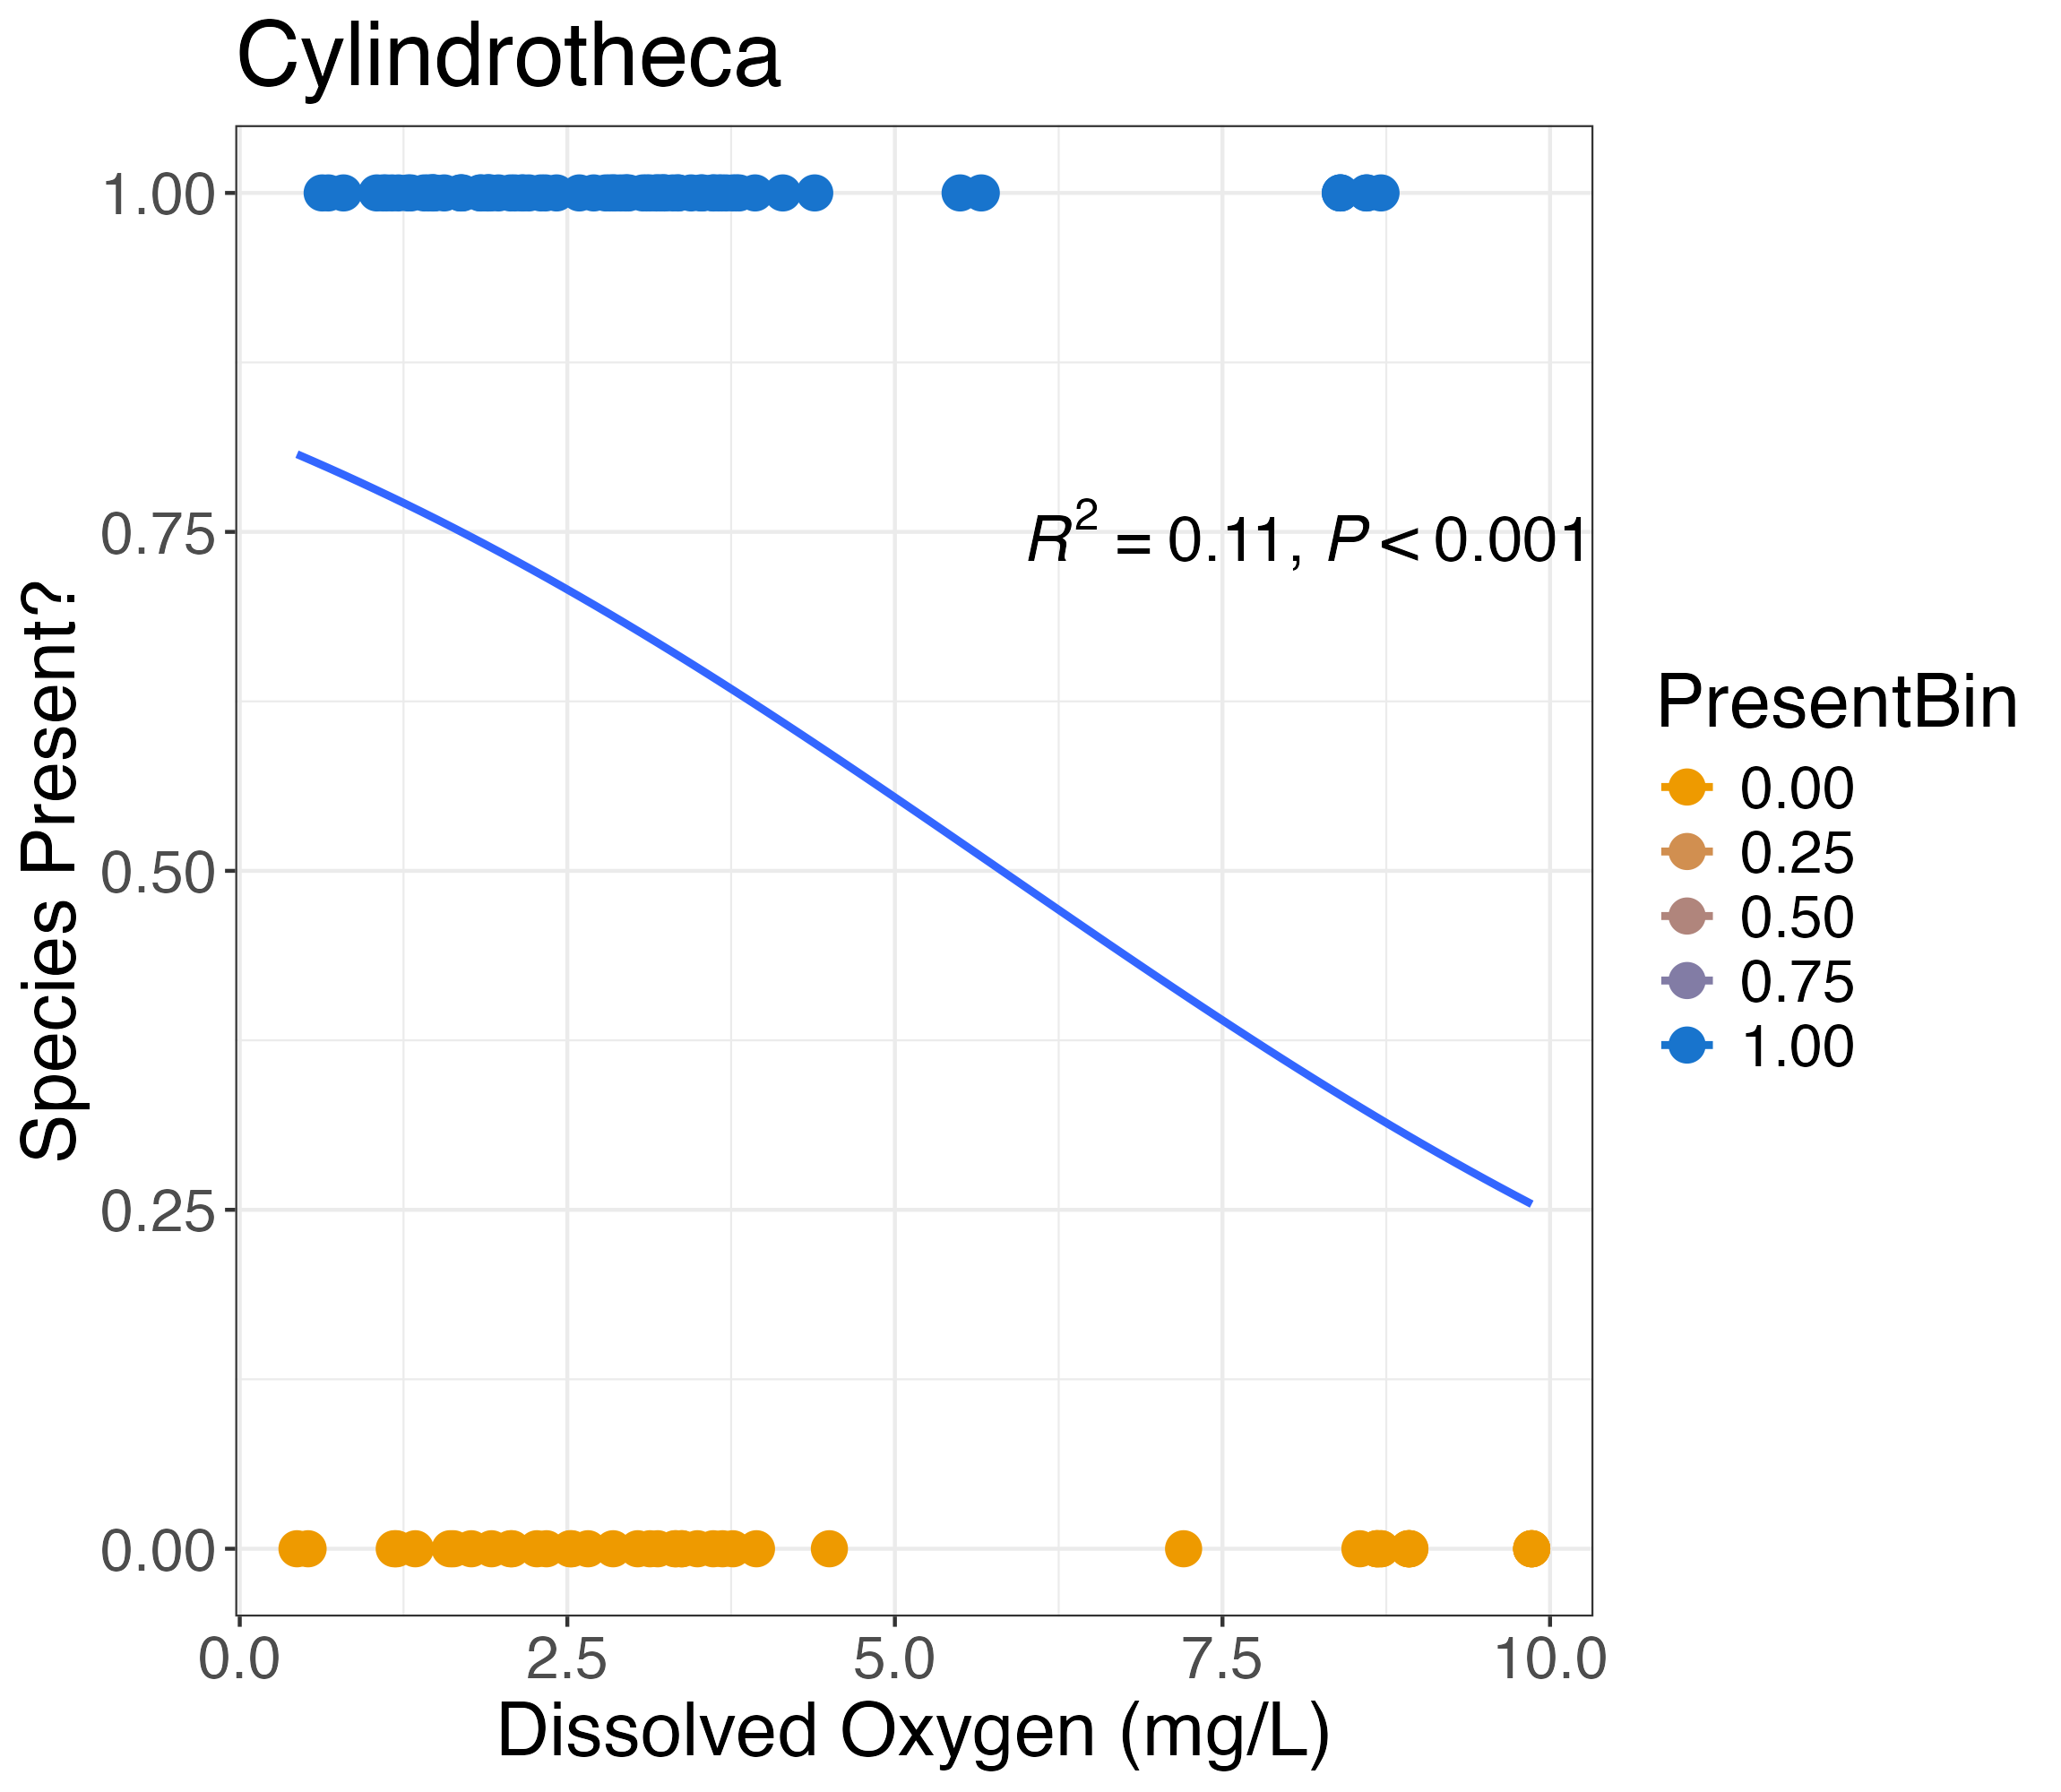 Cylindrotheca
1.00
0.75
0.50
0.25
0.00
Species Present?
R² = 0.11, P < 0.001
0.0 2.5 5.0 7.5 10.0
Dissolved Oxygen (mg/L)
PresentBin
0.00
0.25
0.50
0.75
1.00